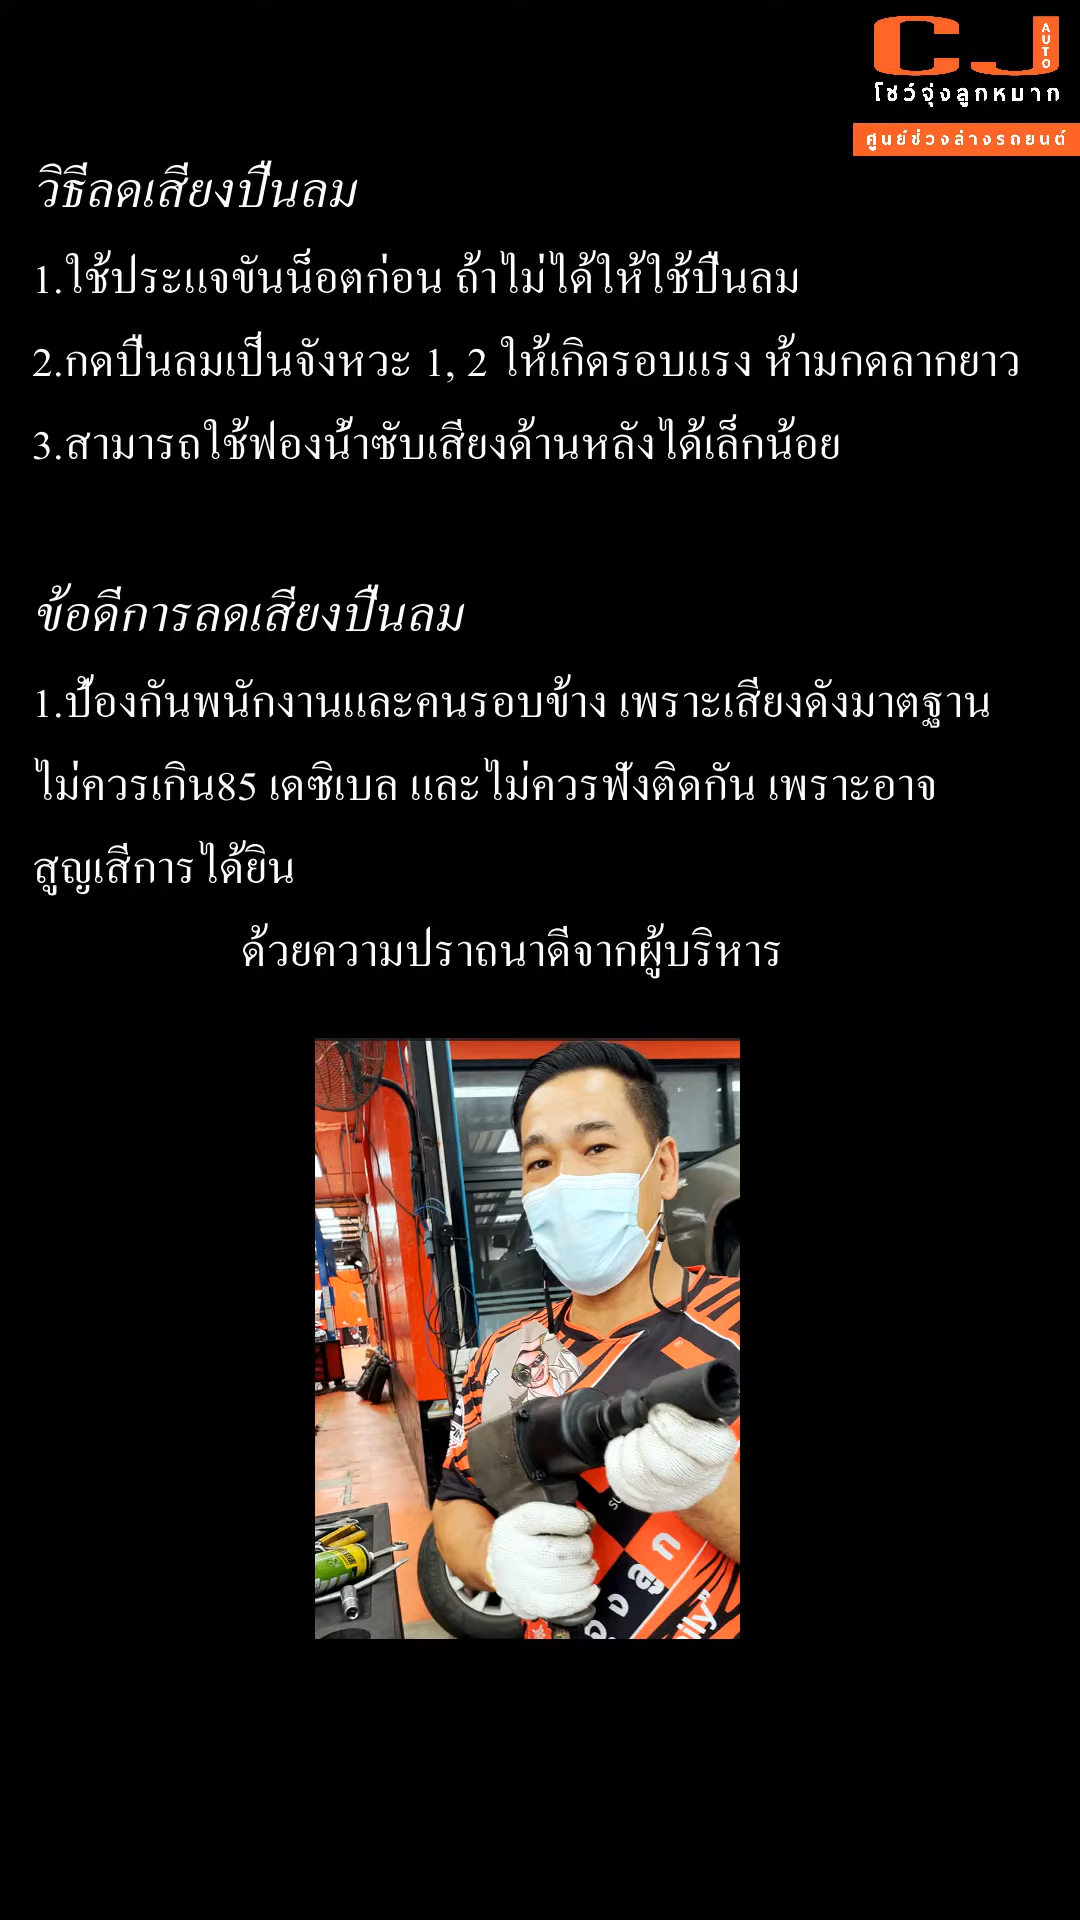 CJ
AUTO
โชว์จุ่งลูกหมาก
ศูนย์ช่วงล่างรถยนต์
วิธีลดเสียงปืนลม
1.ใช้ประแจขันน็อตก่อน ถ้าไม่ได้ให้ใช้ปืนลม
2.กดปืนลมเป็นจังหวะ 1, 2 ให้เกิดรอบแรง ห้ามกดลากยาว
3.สามารถใช้ฟองน้ำซับเสียงด้านหลังได้เล็กน้อย
ข้อดีการลดเสียงปืนลม
1.ป้องกันพนักงานและคนรอบข้าง เพราะเสียงดังมาตฐาน
ไม่ควรเกิน85 เดซิเบล และไม่ควรฟังติดกัน เพราะอาจ
สูญเสีการได้ยิน
ด้วยความปราถนาดีจากผู้บริหาร